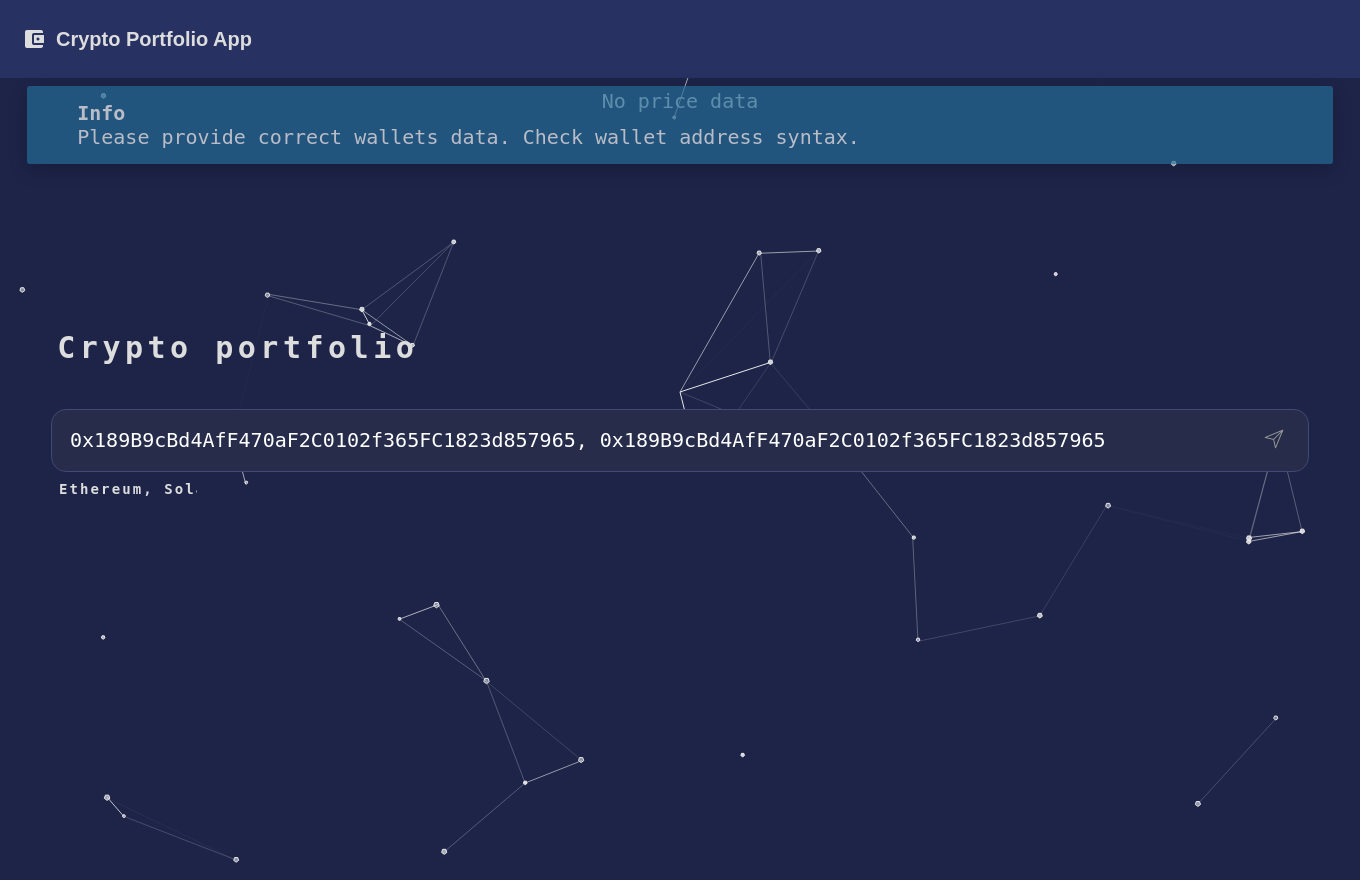 Crypto Portfolio App
No price data
Info
Please provide correct wallets data. Check wallet address syntax.
Crypto portfolio
0x189B9cBd4AfF470aF2C0102f365FC1823d857965, 0x189B9cBd4AfF470aF2C0102f365FC1823d857965
Ethereum, Sol